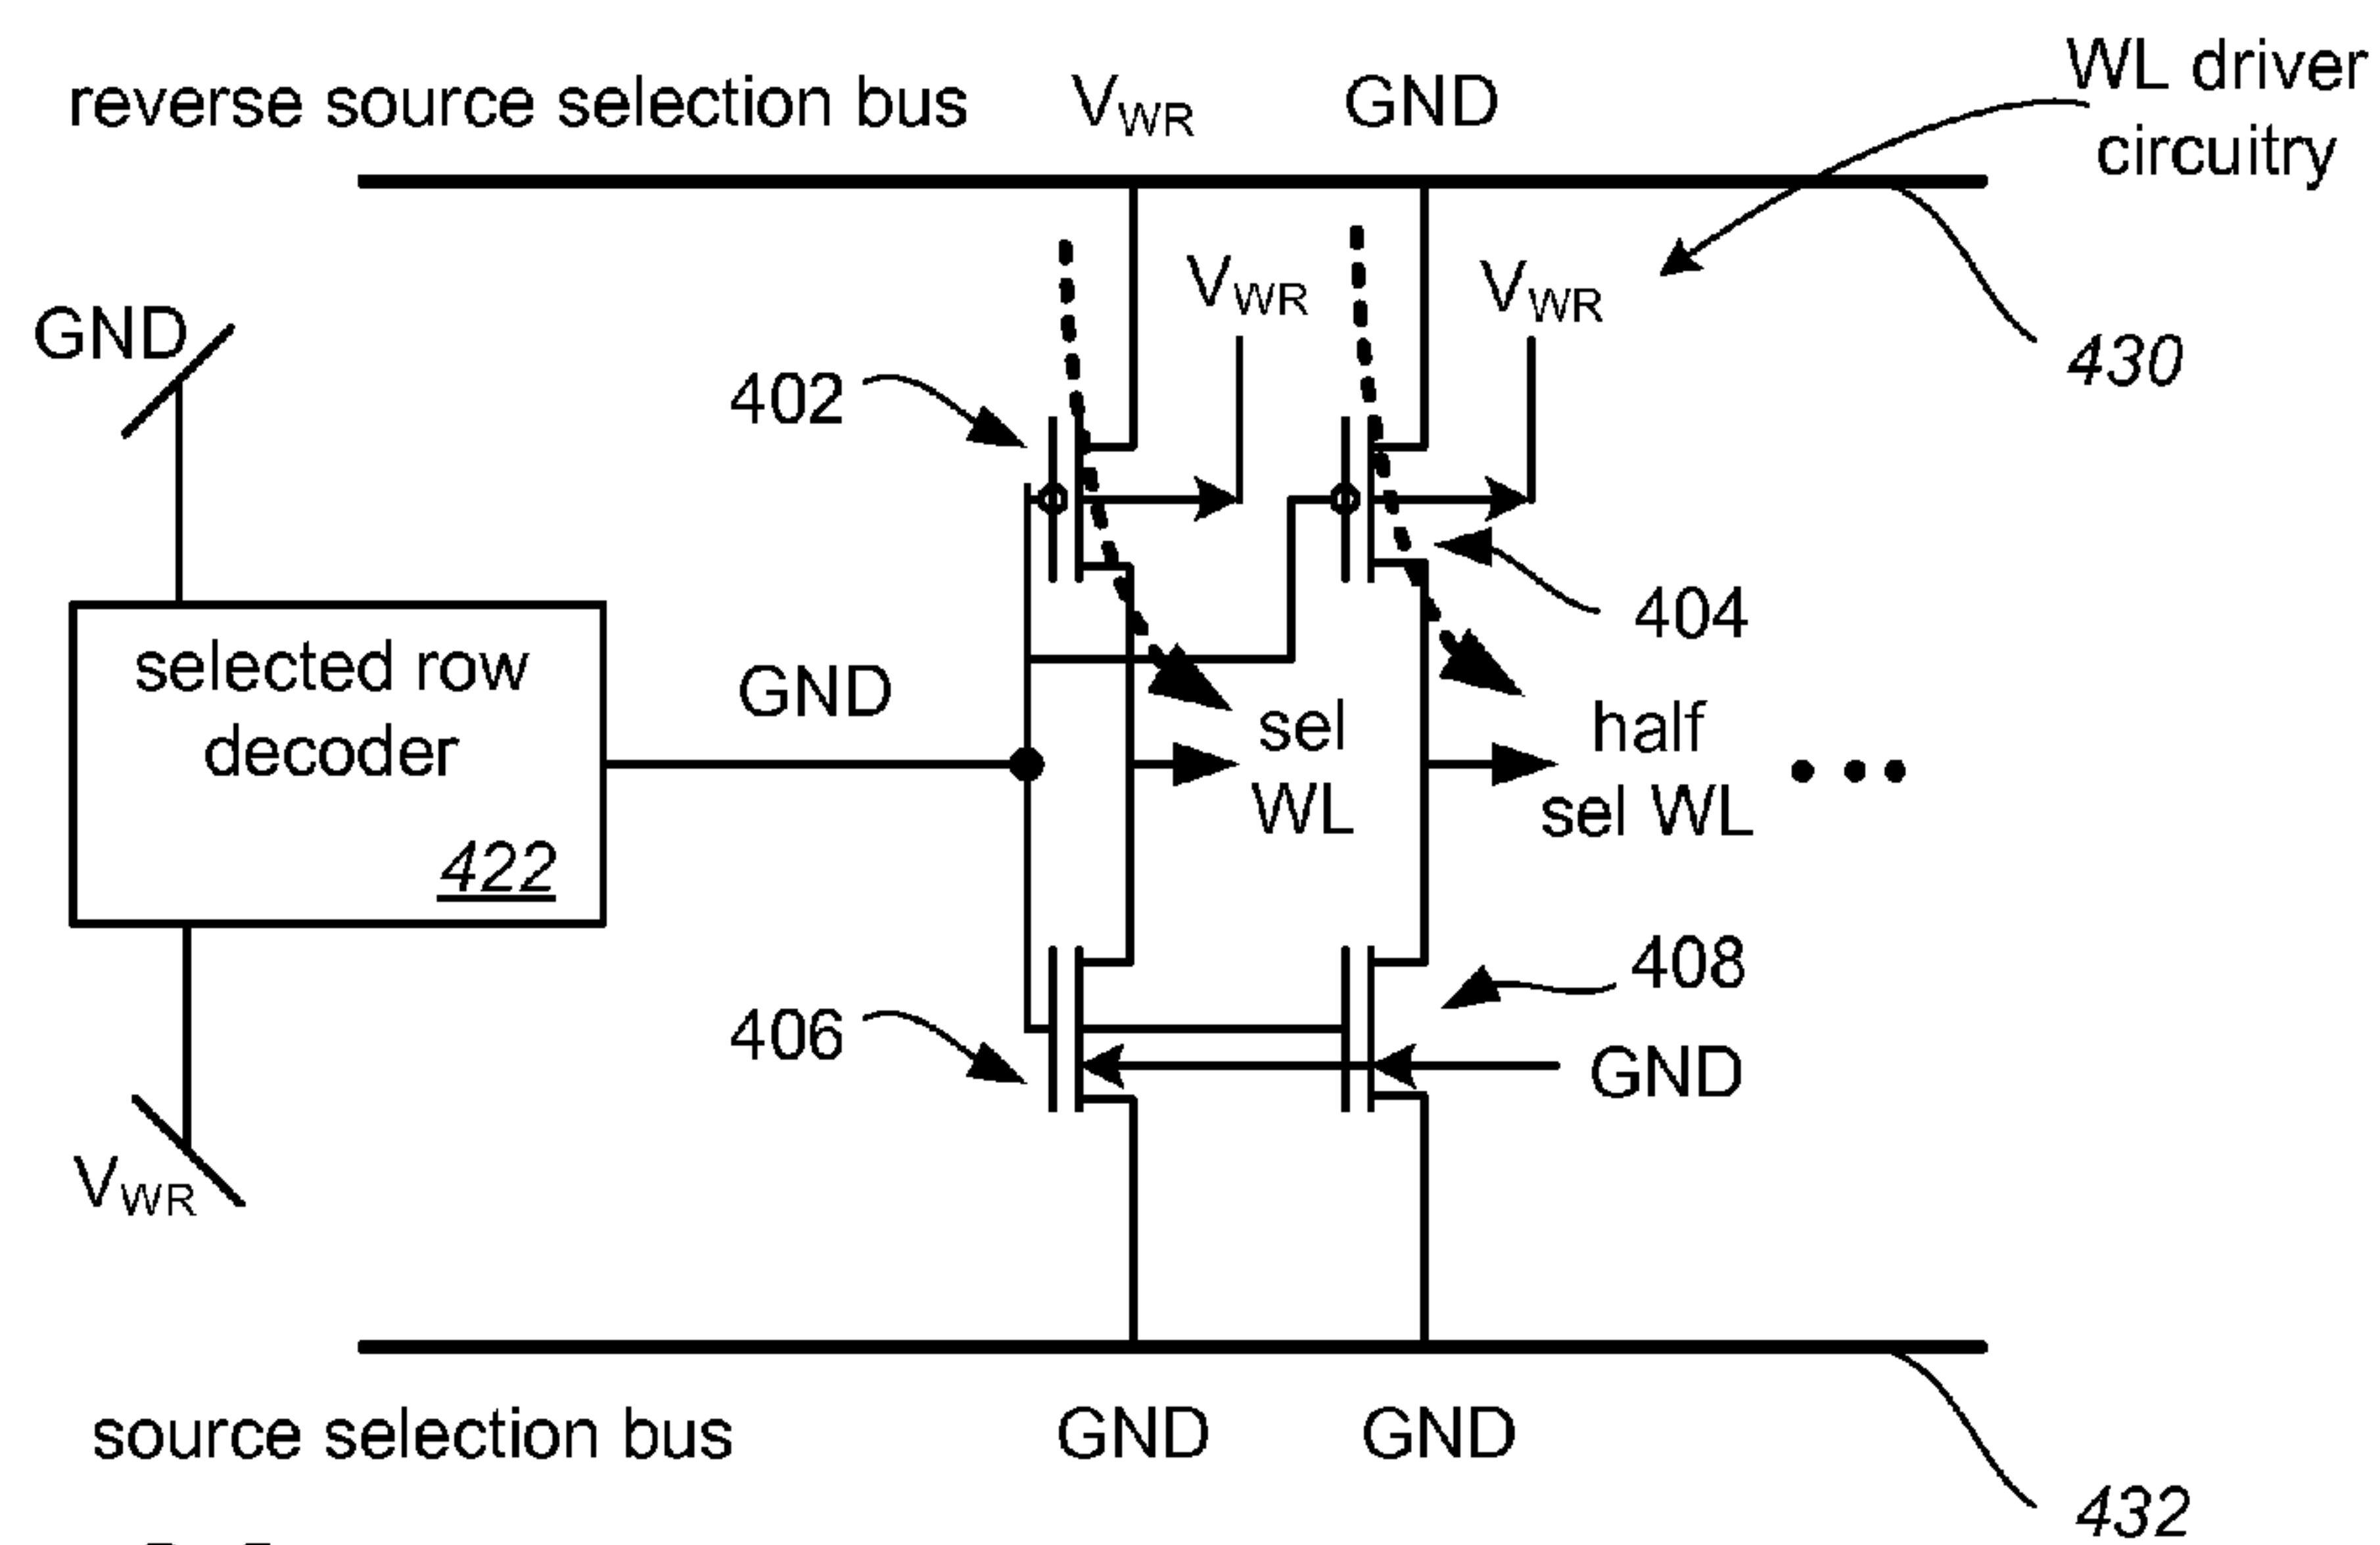 reverse source selection bus
V_WR
GND
WL driver
circuitry
GND
V_WR
V_WR
430
402
404
selected row
decoder
422
GND
sel
WL
half
sel WL
...
406
408
GND
V_WR
source selection bus
GND
GND
432